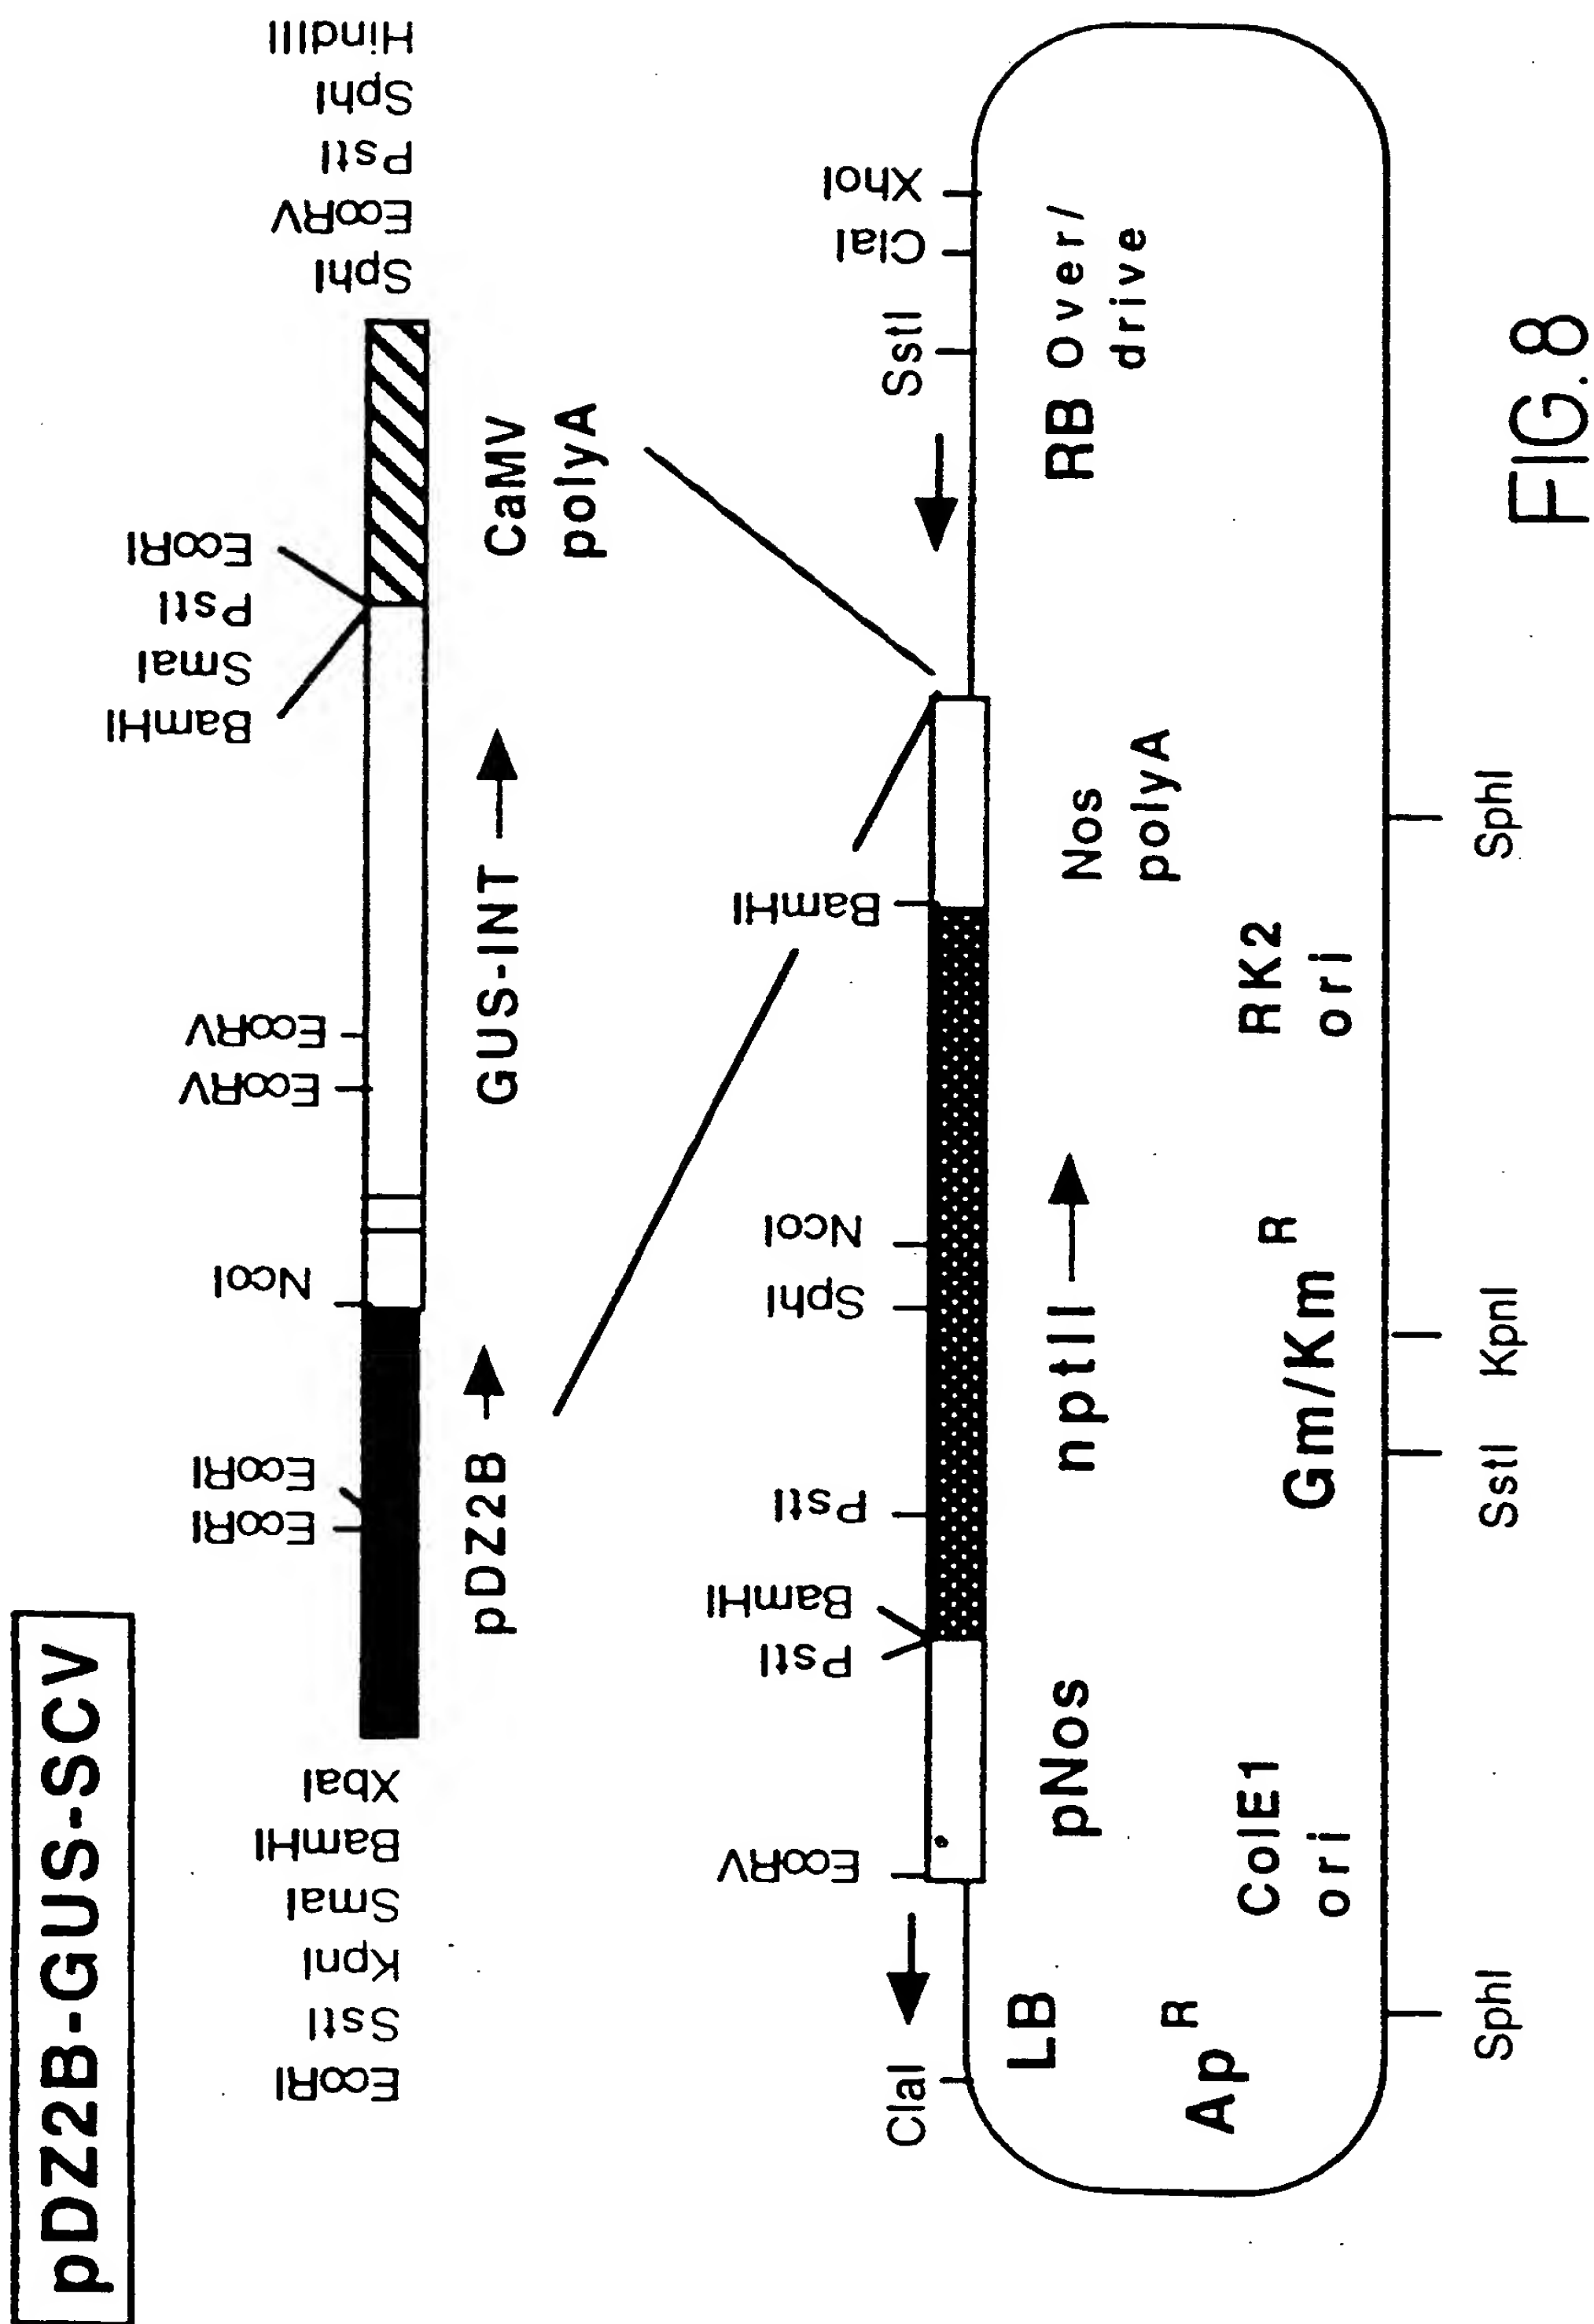 pDZ2B-GUS-SCV
EcoRI
SstI
KpnI
SmaI
BamHI
XbaI
EcoRI
EcoRI
NcoI
EcoRV
EcoRV
BamHI
SmaI
PstI
EcoRI
SphI
EcoRV
PstI
SphI
HindIII
pDZ2B
GUS-INT
CaMV
polyA
ClaI
EcoRV
PstI
BamHI
PstI
SphI
NcoI
BamHI
SstI
ClaI
XhoI
LB
pNos
nptII
Nos
polyA
RB Over/
drive
Ap R
ColE1
ori
Gm/Km R
RK2
ori
SphI
SstI
KpnI
SphI
FIG. 8